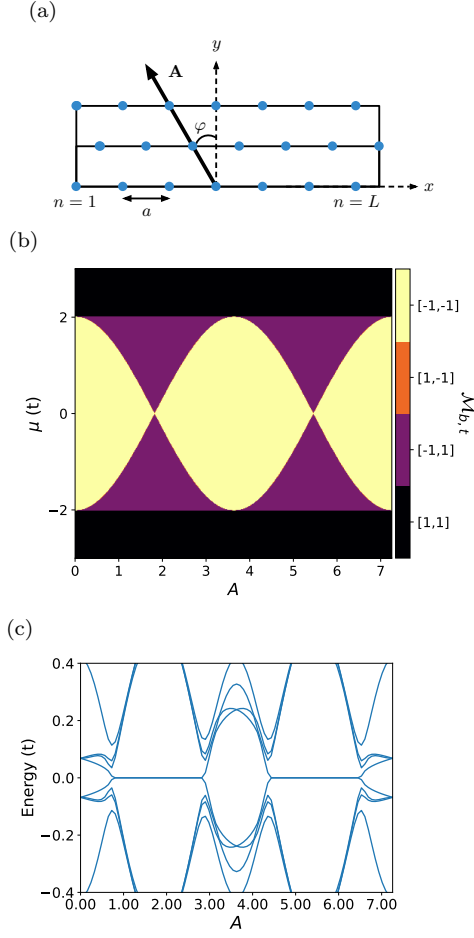 (a)
y
A
φ
x
n = 1
a
n = L
(b)
μ (t)
2
0
−2
0 1 2 3 4 5 6 7
A
[-1,-1]
[1,-1]
[-1,1]
[1,1]
ℳb,t
(c)
Energy (t)
0.4
0.2
0.0
−0.2
−0.4
0.00 1.00 2.00 3.00 4.00 5.00 6.00 7.00
A